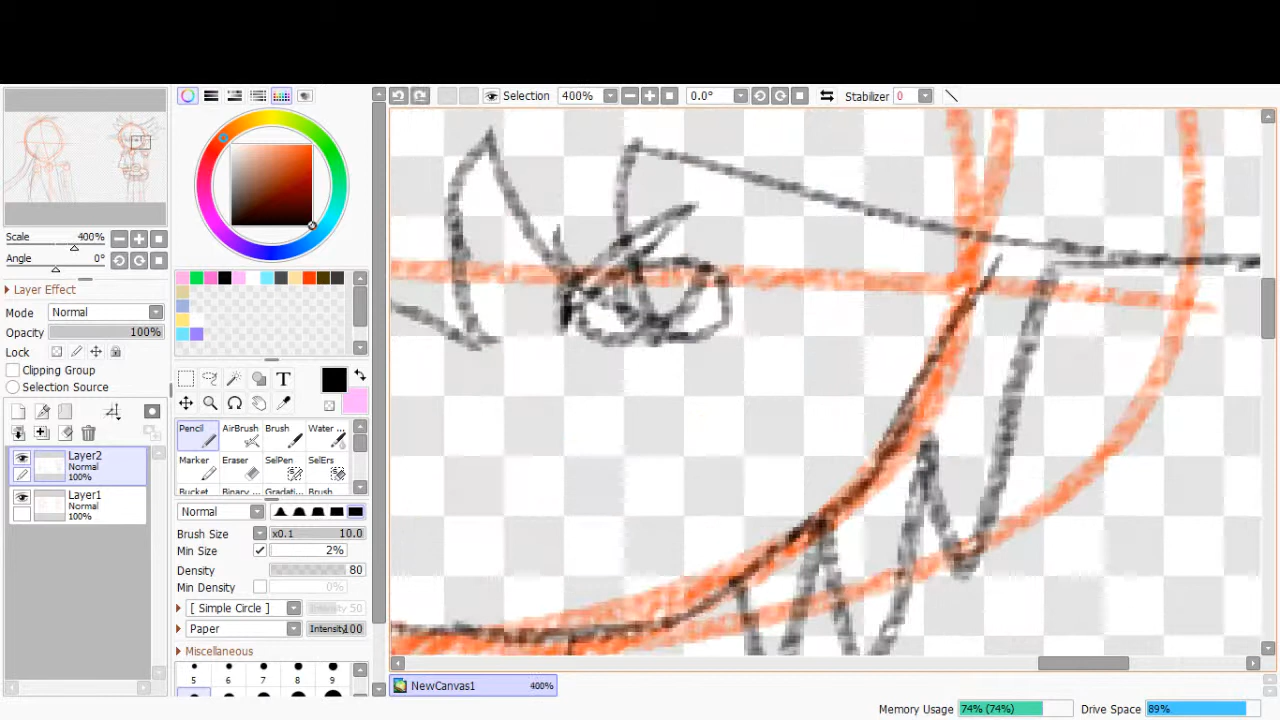 Selection 400% 0.0° Stabilizer 0
Scale 400%
Angle 0°
Layer Effect
Mode Normal
Opacity 100%
Lock
Clipping Group
Selection Source
Layer2
Normal
100%
Layer1
Normal
100%
T
Pencil AirBrush Brush Water ...
Marker Eraser SelPen SelErs
Bucket Binary ... Gradati... Brush
Normal
Brush Size x0.1 10.0
Min Size 2%
Density 80
Min Density 0%
[ Simple Circle ] Intensity 50
Paper Intensity 100
Miscellaneous
5 6 7 8 9
NewCanvas1 400%
Memory Usage 74% (74%) Drive Space 89%